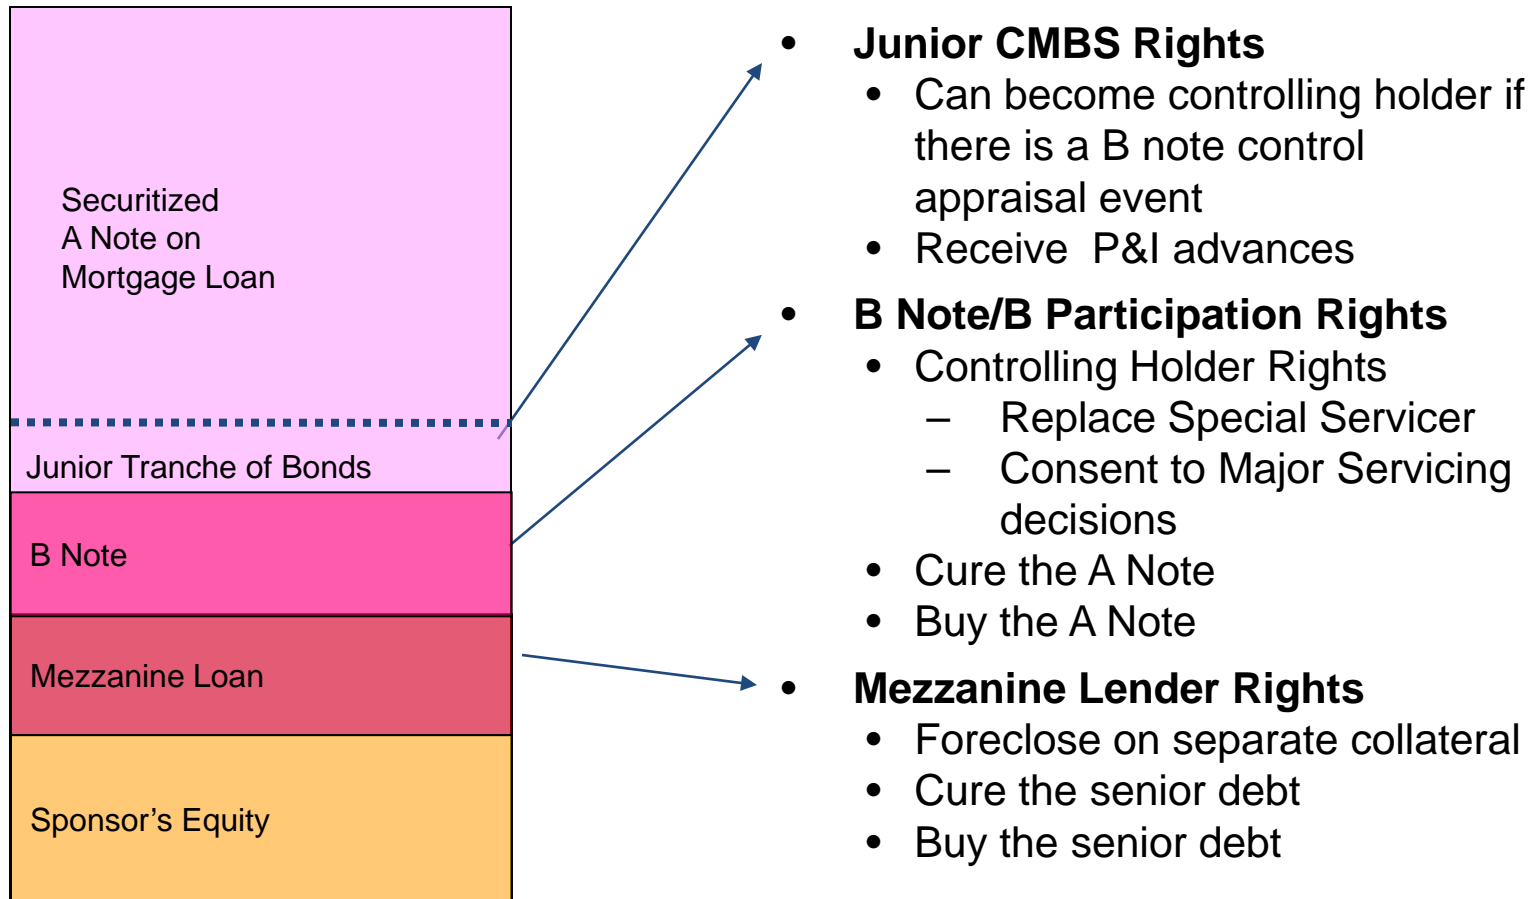 Securitized
A Note on
Mortgage Loan
Junior Tranche of Bonds
B Note
Mezzanine Loan
Sponsor's Equity
• Junior CMBS Rights
• Can become controlling holder if
there is a B note control
appraisal event
• Receive P&I advances
• B Note/B Participation Rights
• Controlling Holder Rights
– Replace Special Servicer
– Consent to Major Servicing
decisions
• Cure the A Note
• Buy the A Note
• Mezzanine Lender Rights
• Foreclose on separate collateral
• Cure the senior debt
• Buy the senior debt